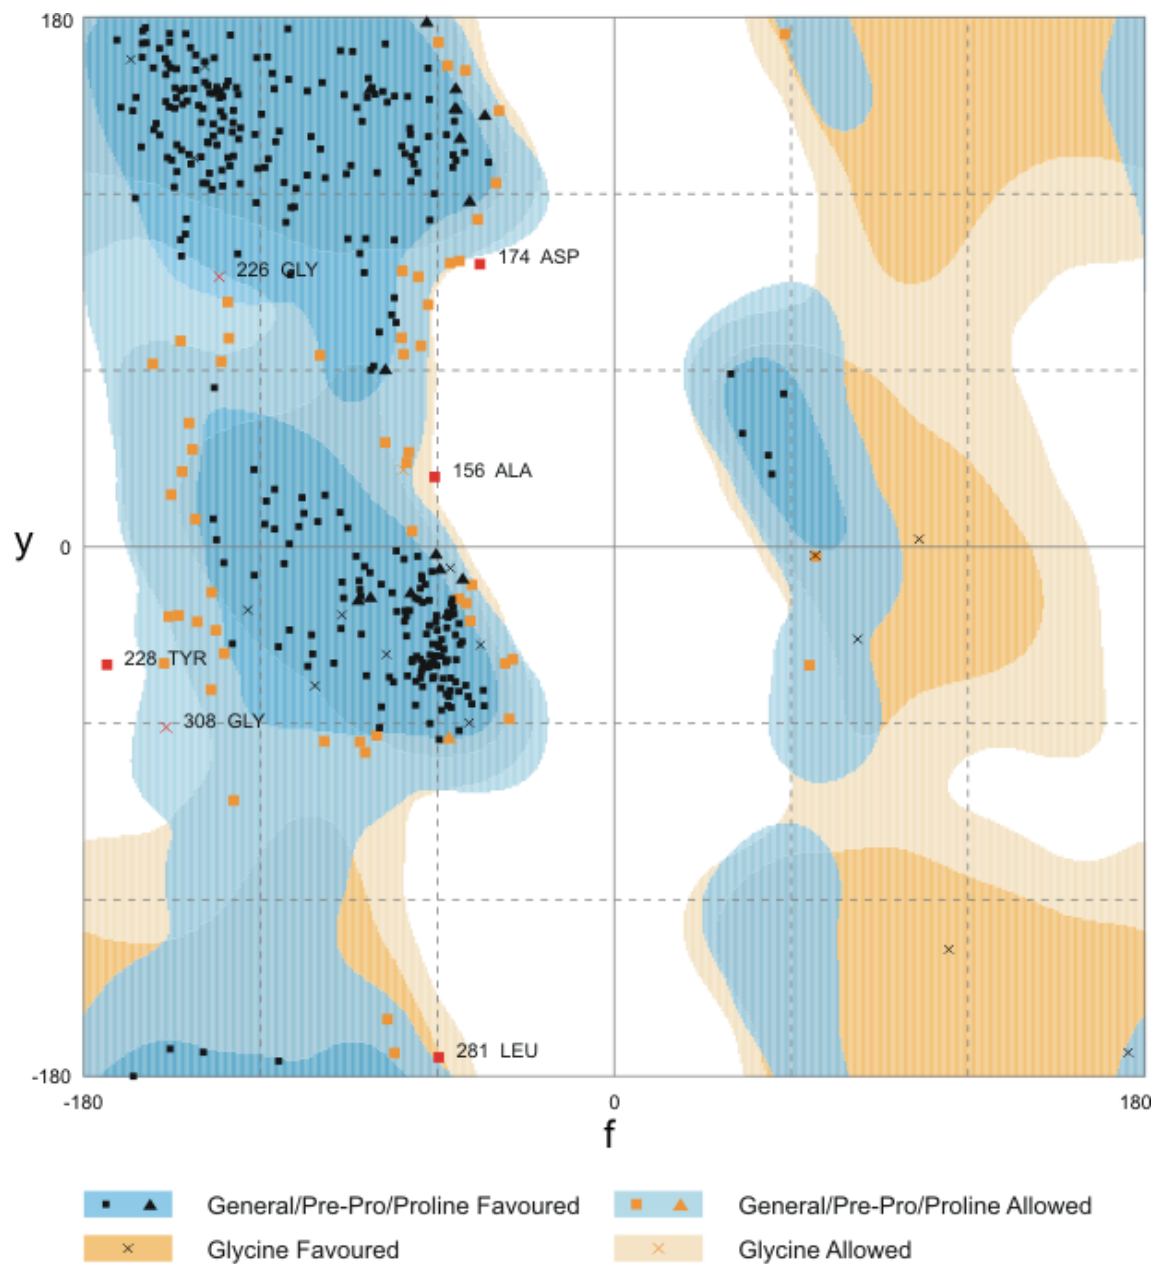 180
174 ASP
226 GLY
156 ALA
y
0
228 TYR
308 GLY
281 LEU
-180
-180
0
180
f
General/Pre-Pro/Proline Favoured
General/Pre-Pro/Proline Allowed
Glycine Favoured
Glycine Allowed